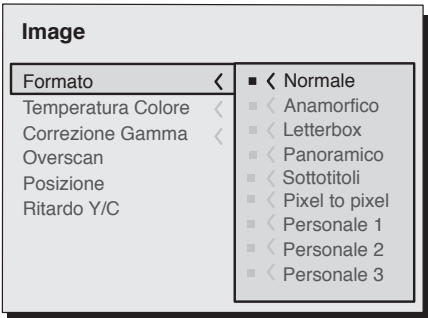 Image
Formato
Temperatura Colore
Correzione Gamma
Overscan
Posizione
Ritardo Y/C
Normale
Anamorfico
Letterbox
Panoramico
Sottotitoli
Pixel to pixel
Personale 1
Personale 2
Personale 3